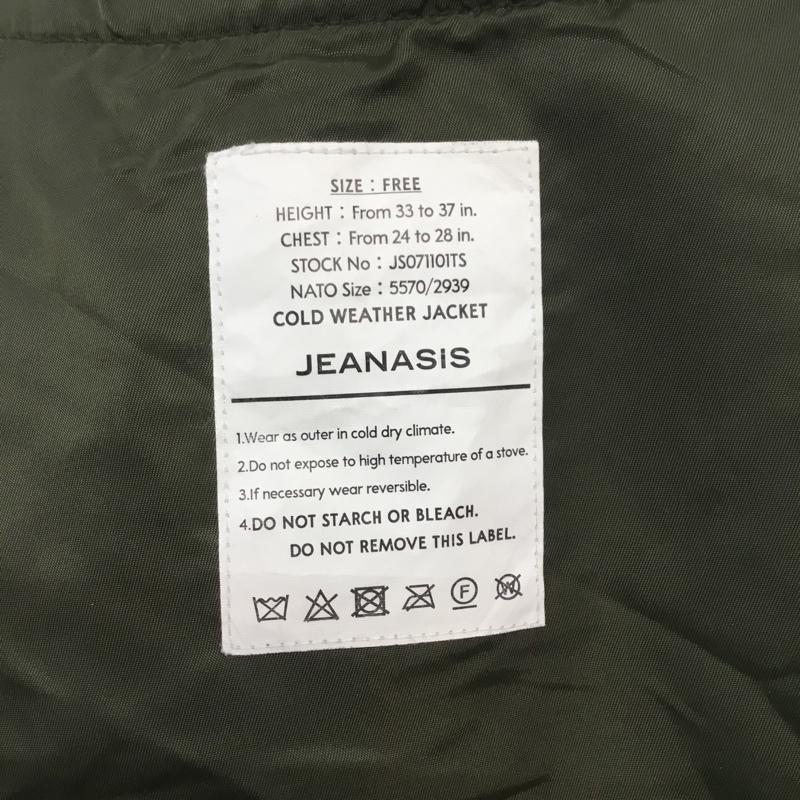 SIZE : FREE
HEIGHT : From 33 to 37 in.
CHEST : From 24 to 28 in.
STOCK No : JS071101TS
NATO Size : 5570/2939
COLD WEATHER JACKET
JEANASIS
1.Wear as outer in cold dry climate.
2.Do not expose to high temperature of a stove.
3.If necessary wear reversible.
4.DO NOT STARCH OR BLEACH.
DO NOT REMOVE THIS LABEL.
F W